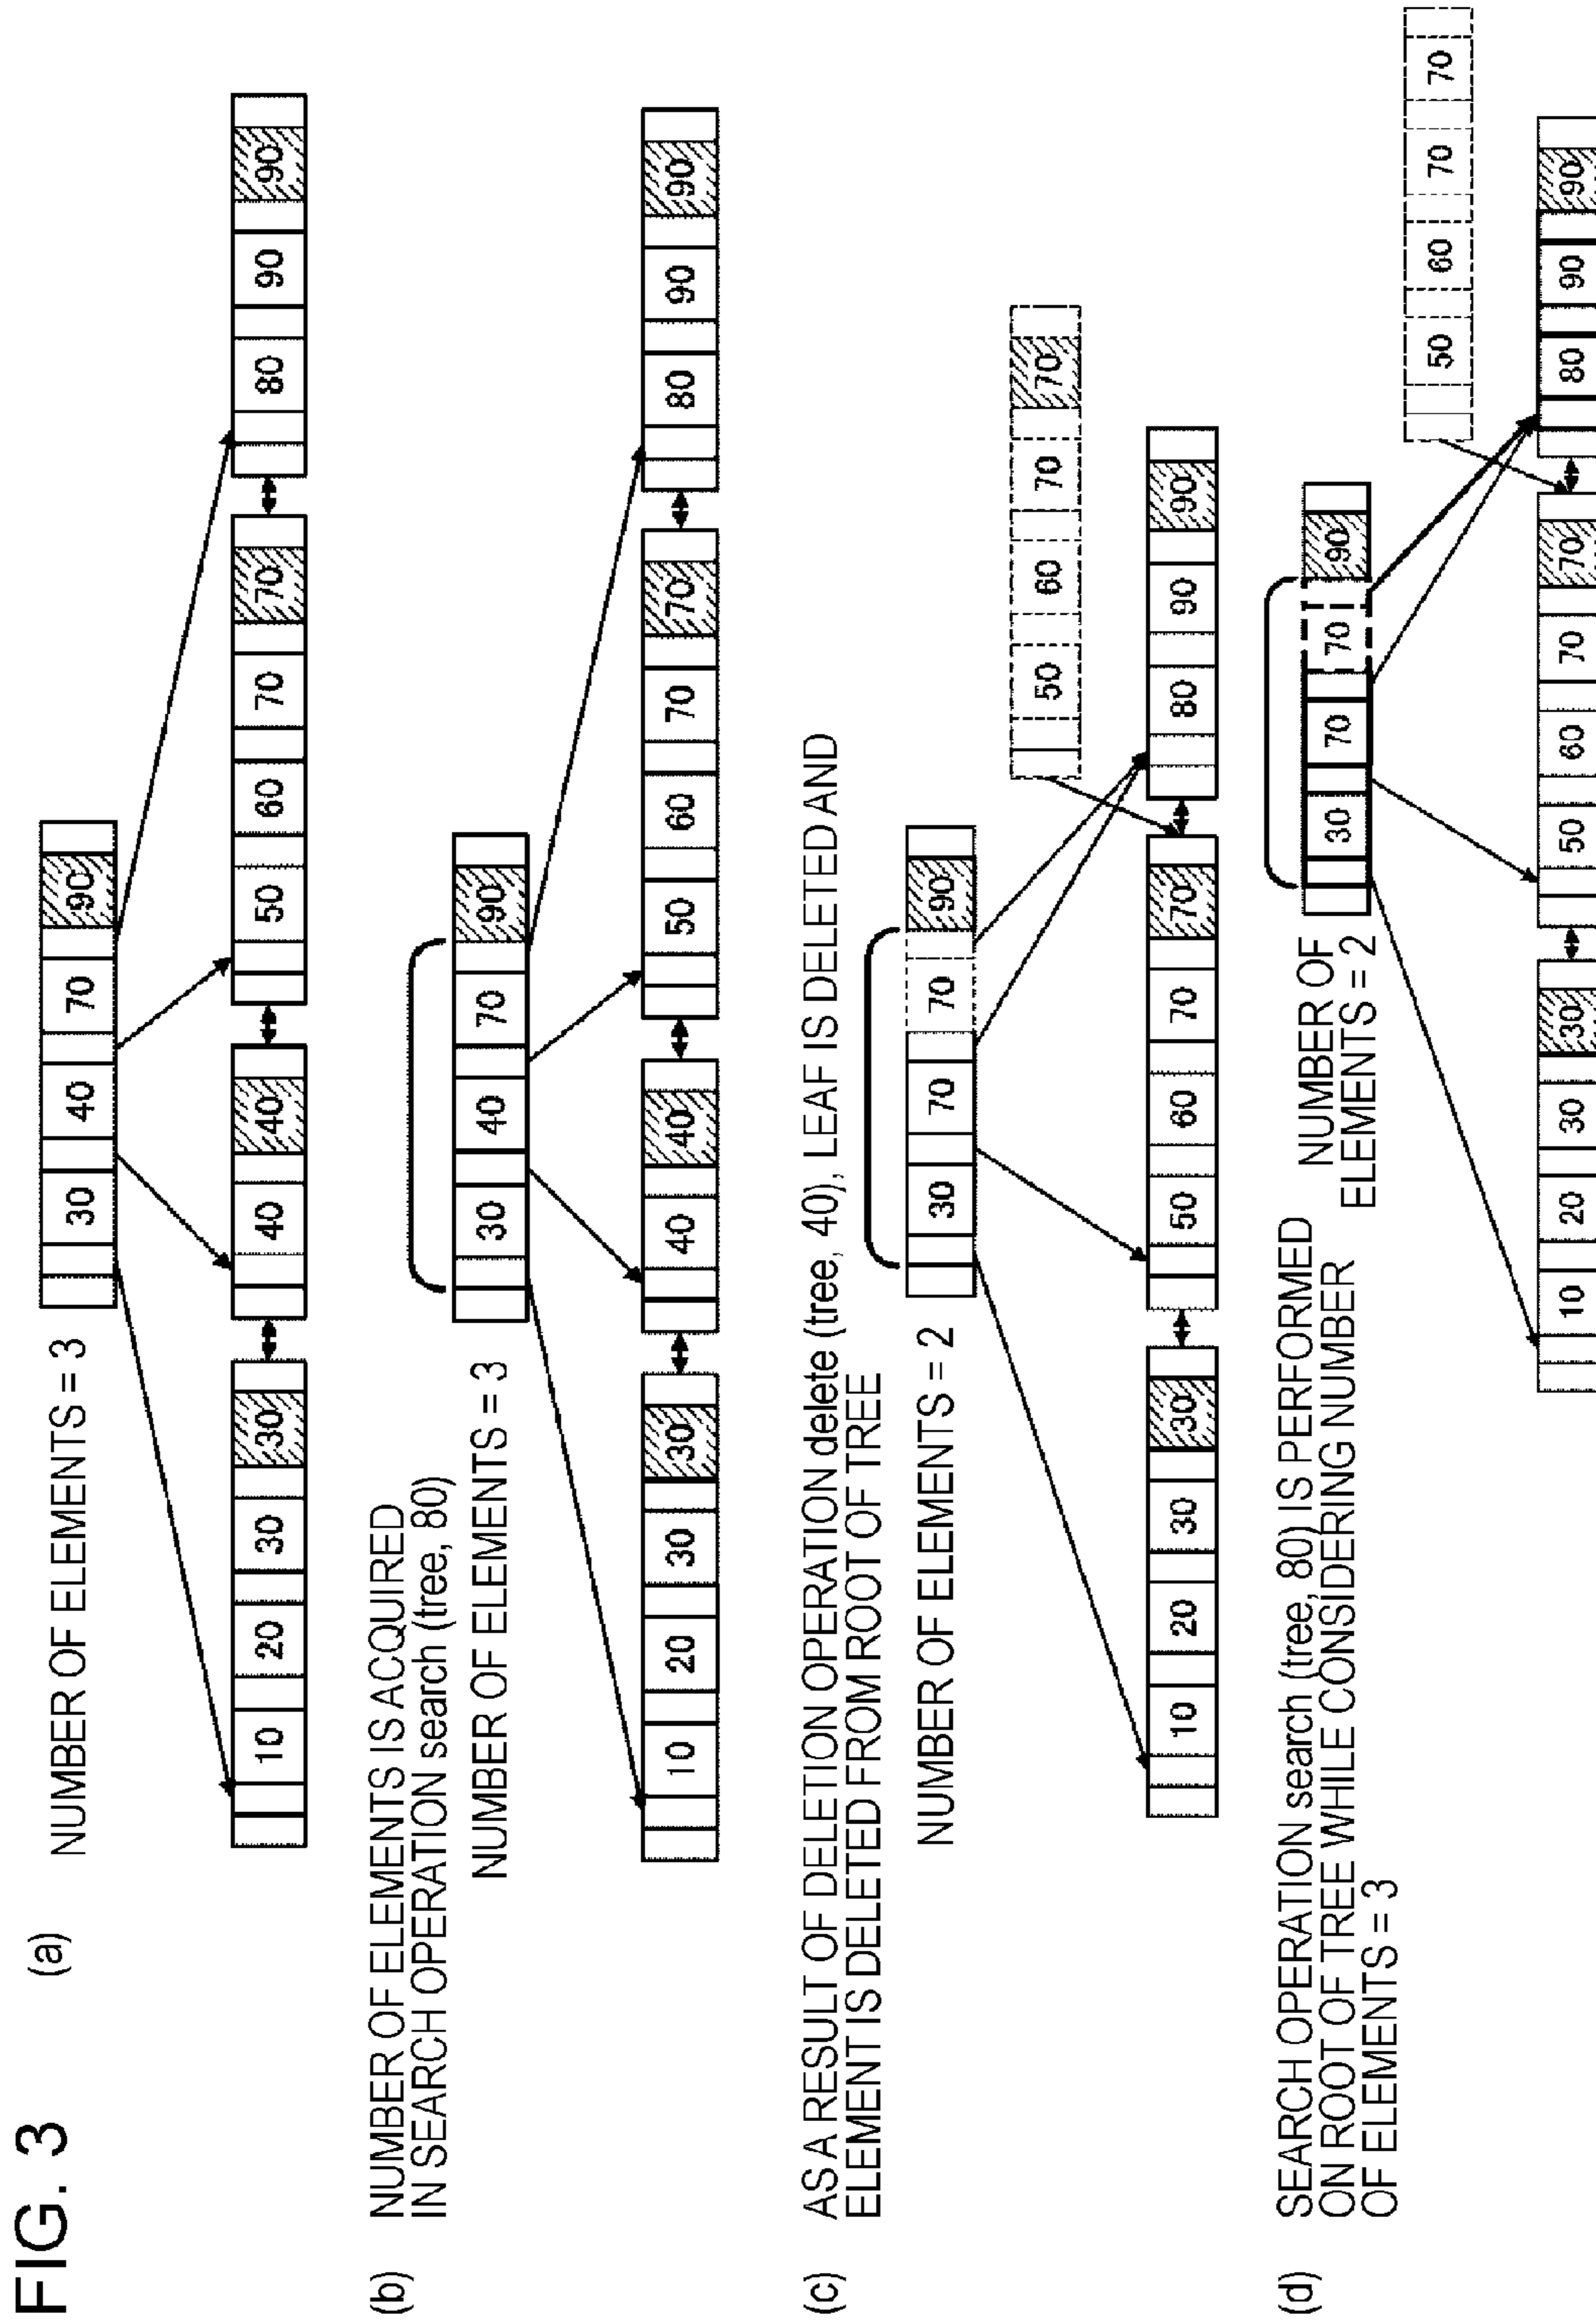 FIG. 3
(a)
NUMBER OF ELEMENTS = 3
30 40 70 90
10 20 30 30
40 40
50 60 70 70
80 90 90
(b)
NUMBER OF ELEMENTS IS ACQUIRED
IN SEARCH OPERATION search (tree, 80)
NUMBER OF ELEMENTS = 3
30 40 70 90
10 20 30 30
40 40
50 60 70 70
80 90 90
(c)
AS A RESULT OF DELETION OPERATION delete (tree, 40), LEAF IS DELETED AND
ELEMENT IS DELETED FROM ROOT OF TREE
NUMBER OF ELEMENTS = 2
30 70 70 90
50 60 70 70
10 20 30 30
50 60 70 70
80 90 90
(d)
SEARCH OPERATION search (tree, 80) IS PERFORMED
ON ROOT OF TREE WHILE CONSIDERING NUMBER
OF ELEMENTS = 3
NUMBER OF
ELEMENTS = 2
30 70 70 90
50 60 70 70
10 20 30 30
50 60 70 70
80 90 90